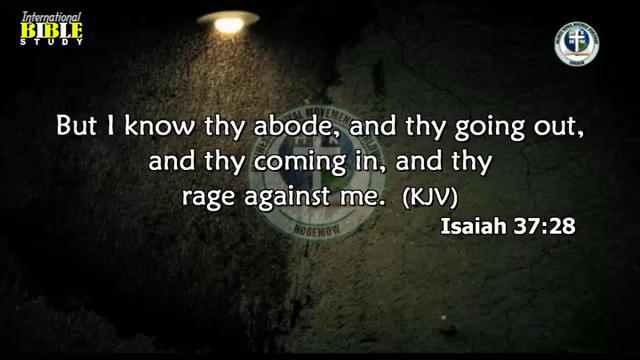 International
BIBLE
STUDY
But I know thy abode, and thy going out,
and thy coming in, and thy
rage against me. (KJV)
Isaiah 37:28
HOREMOW